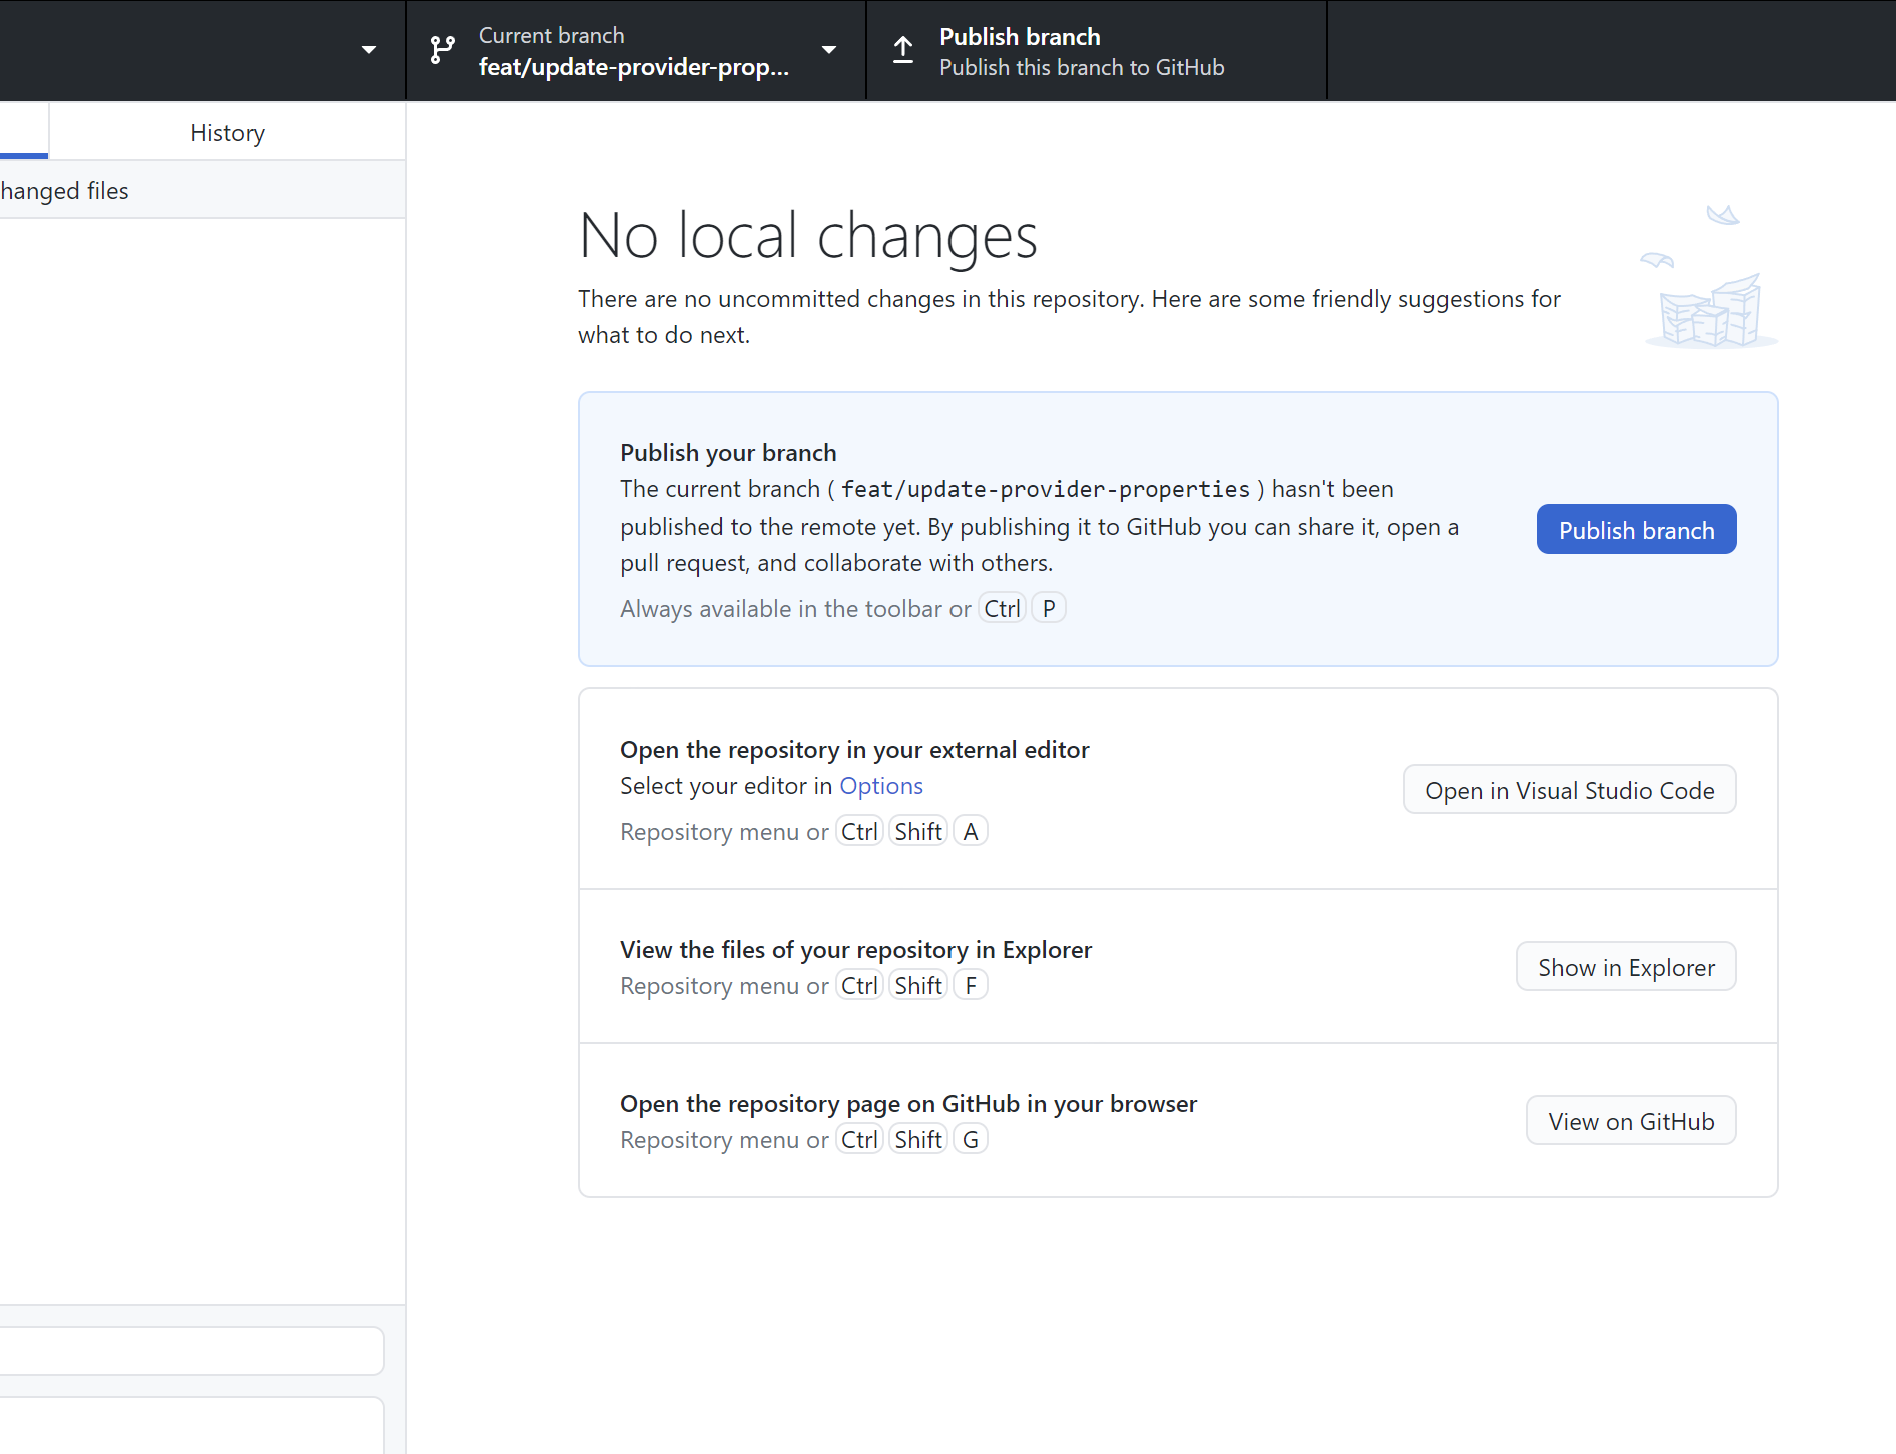 Current branch
feat/update-provider-prop...
Publish branch
Publish this branch to GitHub
History
hanged files
No local changes
There are no uncommitted changes in this repository. Here are some friendly suggestions for
what to do next.
Publish your branch
The current branch ( feat/update-provider-properties ) hasn't been
published to the remote yet. By publishing it to GitHub you can share it, open a
pull request, and collaborate with others.
Always available in the toolbar or Ctrl P
Publish branch
Open the repository in your external editor
Select your editor in Options
Repository menu or Ctrl Shift A
Open in Visual Studio Code
View the files of your repository in Explorer
Repository menu or Ctrl Shift F
Show in Explorer
Open the repository page on GitHub in your browser
Repository menu or Ctrl Shift G
View on GitHub